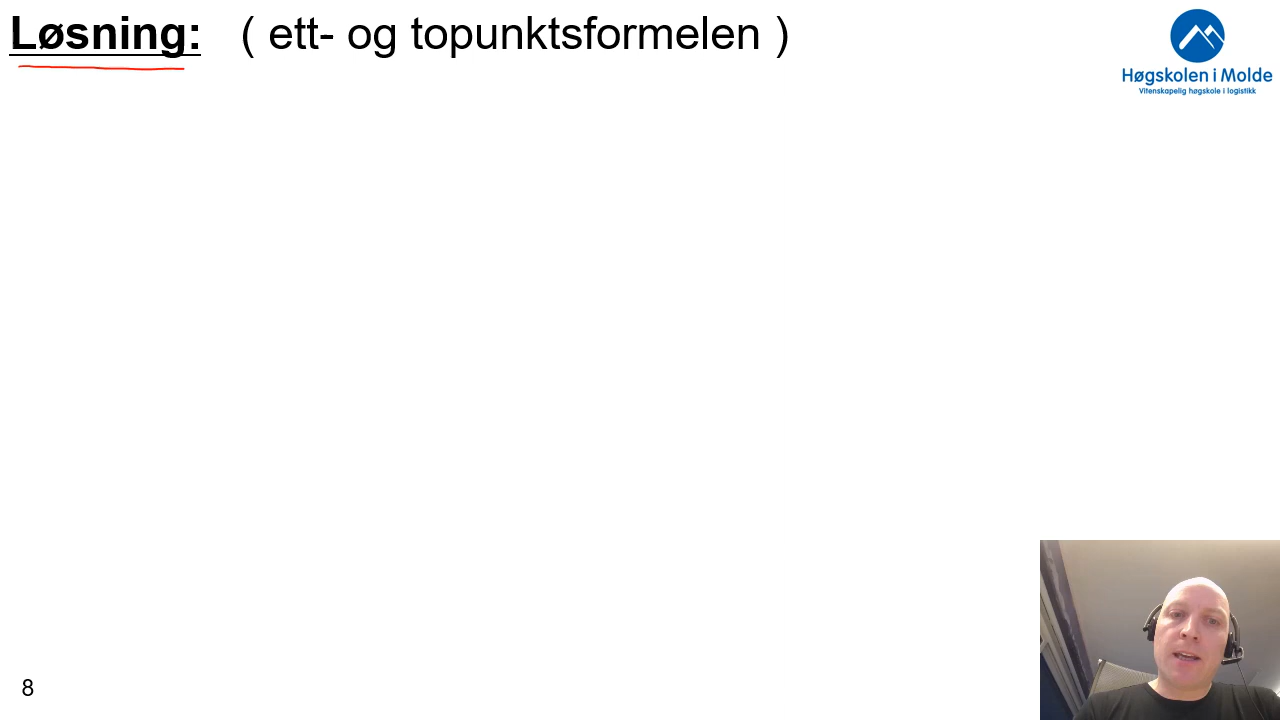 Løsning: ( ett- og topunktsformelen )
Høgskolen i Molde
Vitenskapelig høgskole i logistikk
8